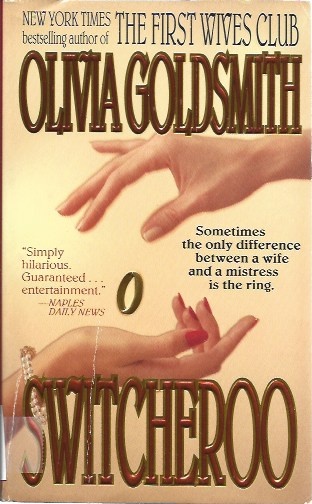 NEW YORK TIMES
bestselling author of THE FIRST WIVES CLUB
OLIVIA GOLDSMITH
Sometimes
the only difference
between a wife
and a mistress
is the ring.
"Simply
hilarious.
Guaranteed . . .
entertainment."
—NAPLES
DAILY NEWS
SWITCHEROO